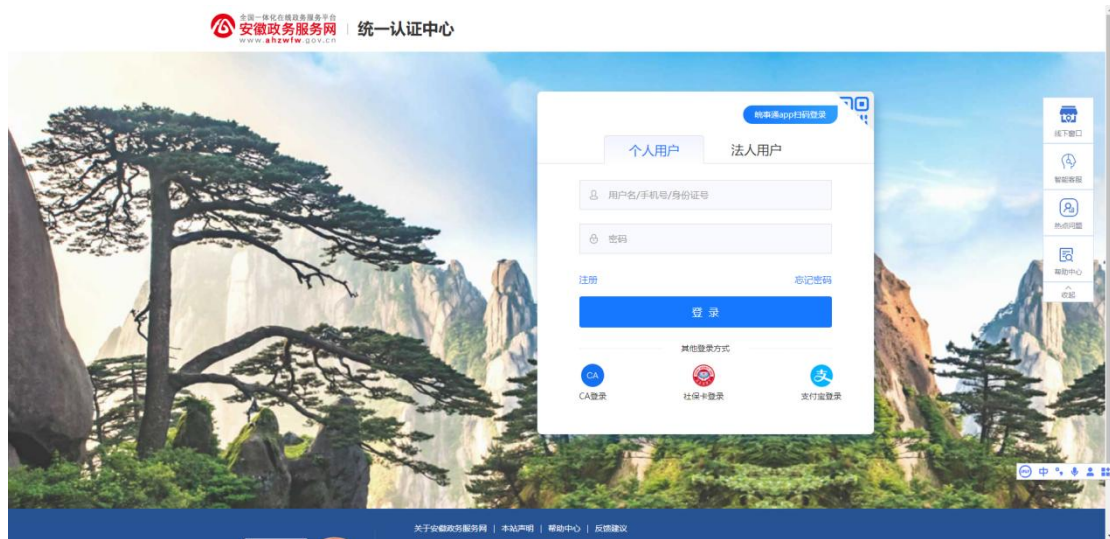 全国一体化在线政务服务平台
安徽政务服务网
www.ahzwfw.gov.cn
统一认证中心
皖事通app扫码登录
个人用户
法人用户
用户名/手机号/身份证号
密码
注册
忘记密码
登 录
其他登录方式
CA
CA登录
社保卡登录
支
支付宝登录
线下窗口
智能客服
热点问题
帮助中心
收起
中
关于安徽政务服务网 | 本站声明 | 帮助中心 | 反馈建议